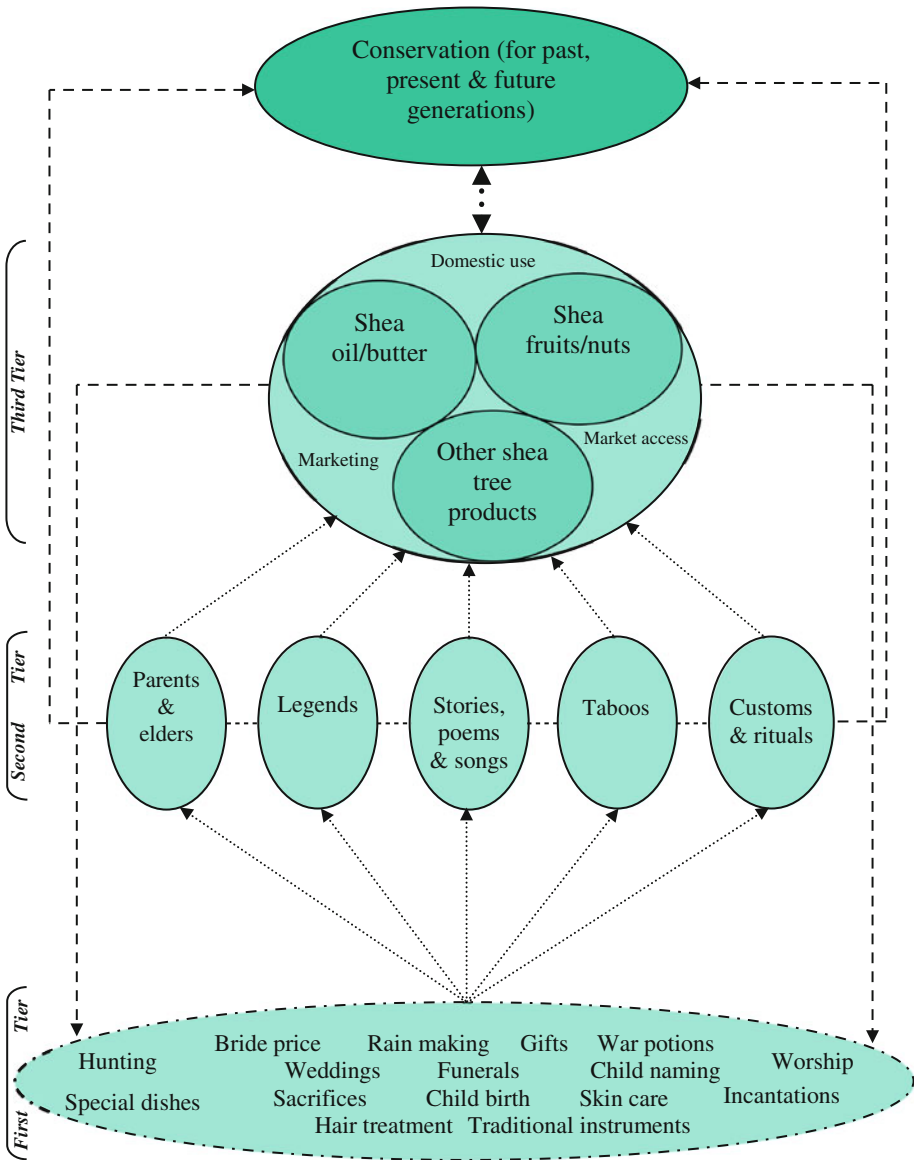 Conservation (for past,
present & future
generations)
Domestic use
Shea
oil/butter
Shea
fruits/nuts
Third Tier
Marketing
Market access
Other shea
tree
products
Second Tier
Parents
&
elders
Legends
Stories,
poems
& songs
Taboos
Customs
& rituals
First Tier
Hunting
Bride price
Rain making
Gifts
War potions
Worship
Weddings
Funerals
Child naming
Special dishes
Sacrifices
Child birth
Skin care
Incantations
Hair treatment
Traditional instruments